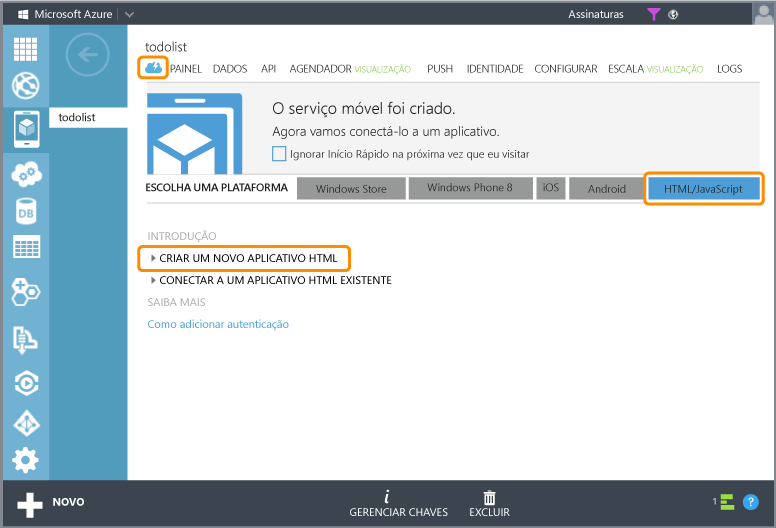 Microsoft Azure
Assinaturas
todolist
PAINEL DADOS API AGENDADOR VISUALIZAÇÃO PUSH IDENTIDADE CONFIGURAR ESCALA VISUALIZAÇÃO LOGS
todolist
O serviço móvel foi criado.
Agora vamos conectá-lo a um aplicativo.
Ignorar Início Rápido na próxima vez que eu visitar
ESCOLHA UMA PLATAFORMA Windows Store Windows Phone 8 iOS Android HTML/JavaScript
INTRODUÇÃO
CRIAR UM NOVO APLICATIVO HTML
CONECTAR A UM APLICATIVO HTML EXISTENTE
SAIBA MAIS
Como adicionar autenticação
DB
NOVO
GERENCIAR CHAVES
EXCLUIR
1
?